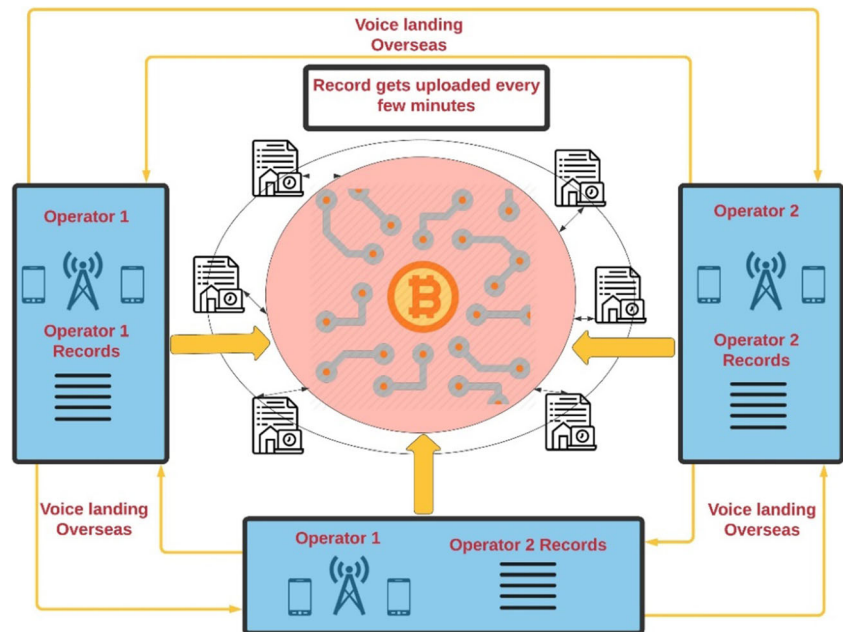 Voice landing
Overseas
Record gets uploaded every
few minutes
Operator 1
Operator 1
Records
Operator 2
Operator 2
Records
Voice landing
Overseas
Voice landing
Overseas
Operator 1
Operator 2 Records